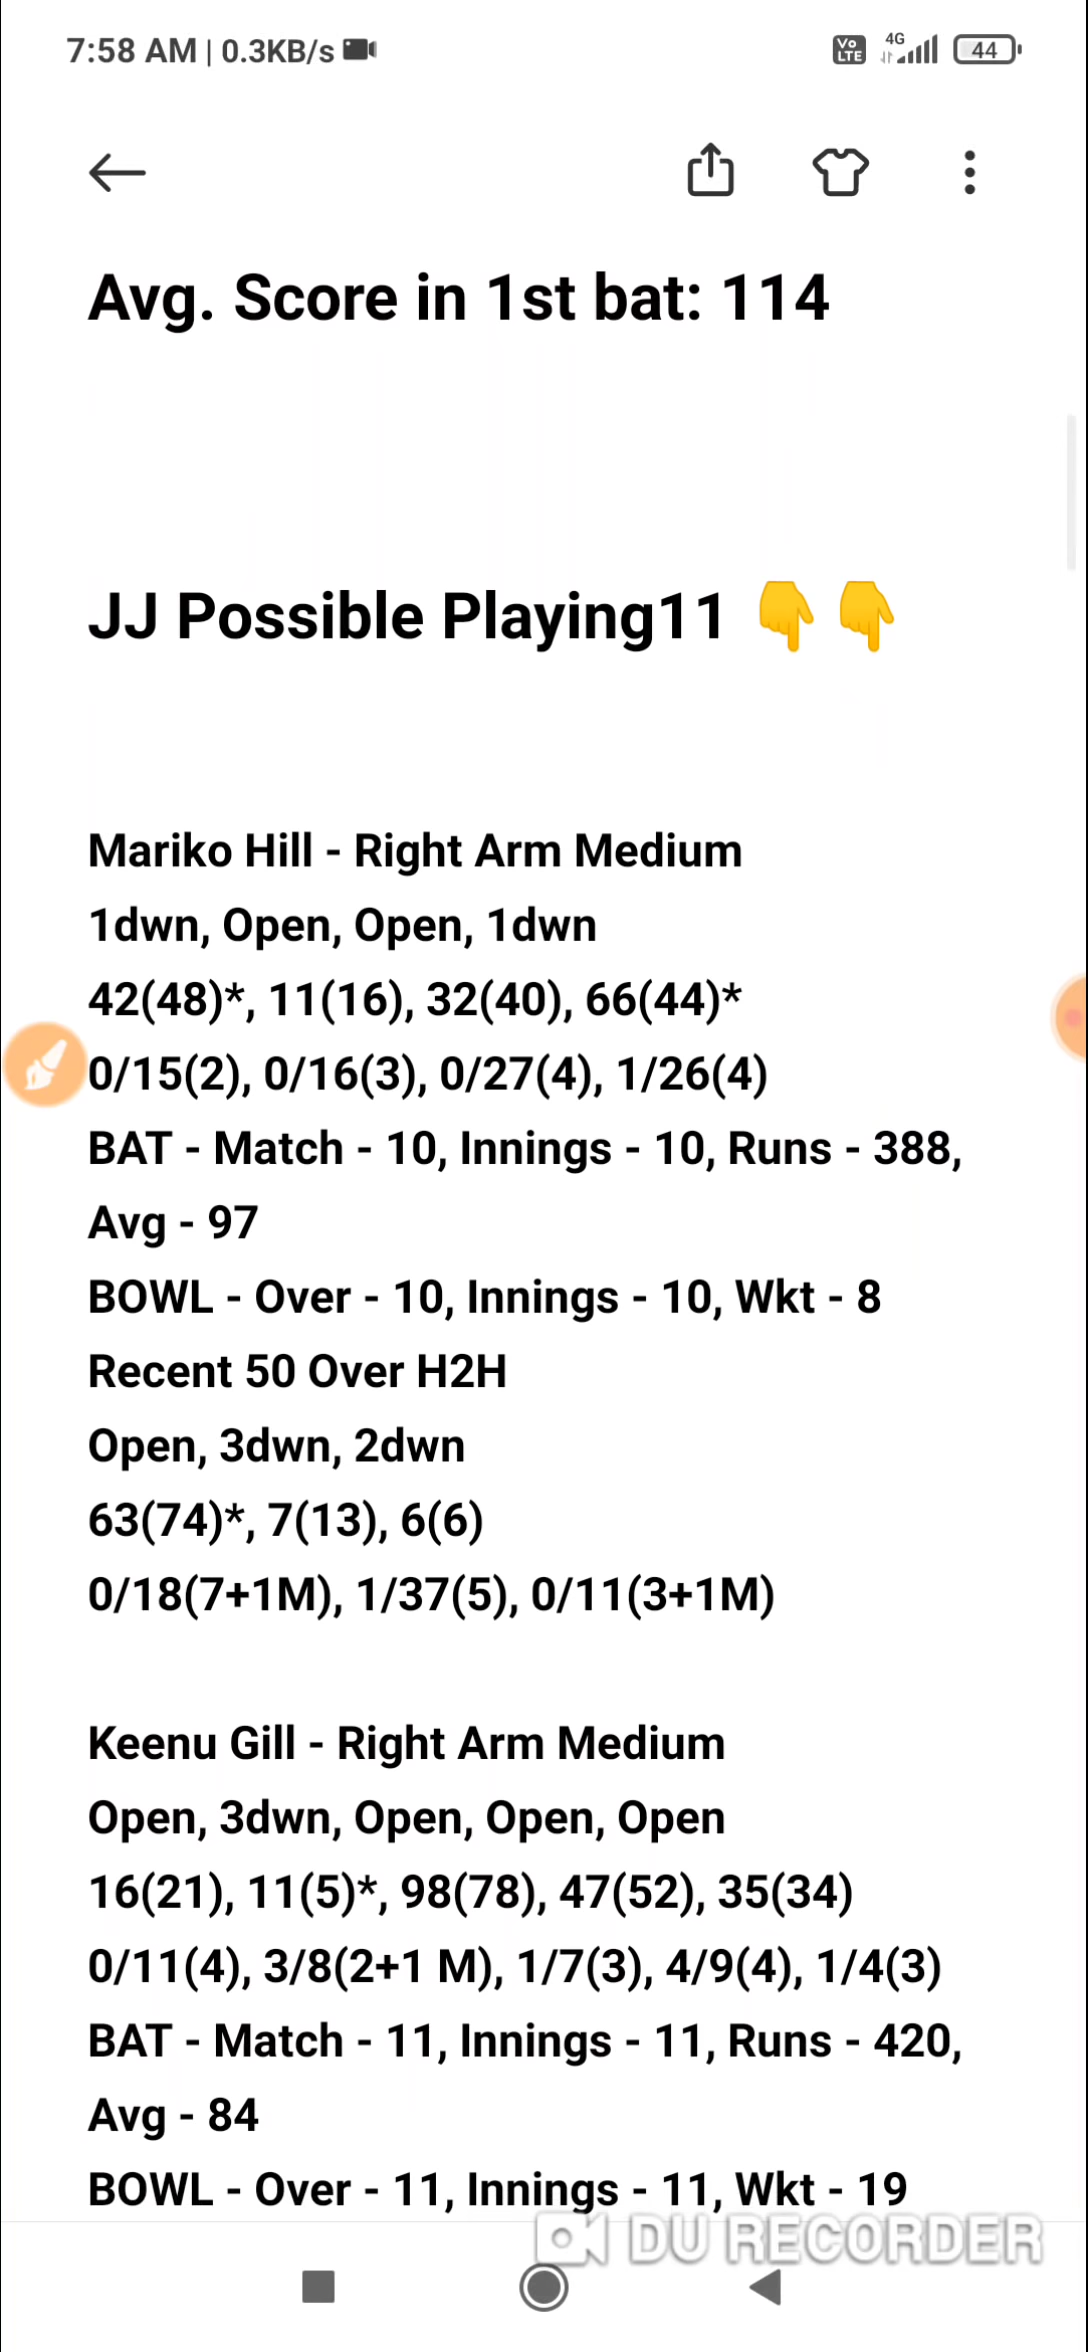 7:58 AM | 0.3KB/s
Vo LTE 4G 44
Avg. Score in 1st bat: 114
JJ Possible Playing11 👇👇
Mariko Hill - Right Arm Medium
1dwn, Open, Open, 1dwn
42(48)*, 11(16), 32(40), 66(44)*
0/15(2), 0/16(3), 0/27(4), 1/26(4)
BAT - Match - 10, Innings - 10, Runs - 388,
Avg - 97
BOWL - Over - 10, Innings - 10, Wkt - 8
Recent 50 Over H2H
Open, 3dwn, 2dwn
63(74)*, 7(13), 6(6)
0/18(7+1M), 1/37(5), 0/11(3+1M)
Keenu Gill - Right Arm Medium
Open, 3dwn, Open, Open, Open
16(21), 11(5)*, 98(78), 47(52), 35(34)
0/11(4), 3/8(2+1 M), 1/7(3), 4/9(4), 1/4(3)
BAT - Match - 11, Innings - 11, Runs - 420,
Avg - 84
BOWL - Over - 11, Innings - 11, Wkt - 19
DU RECORDER